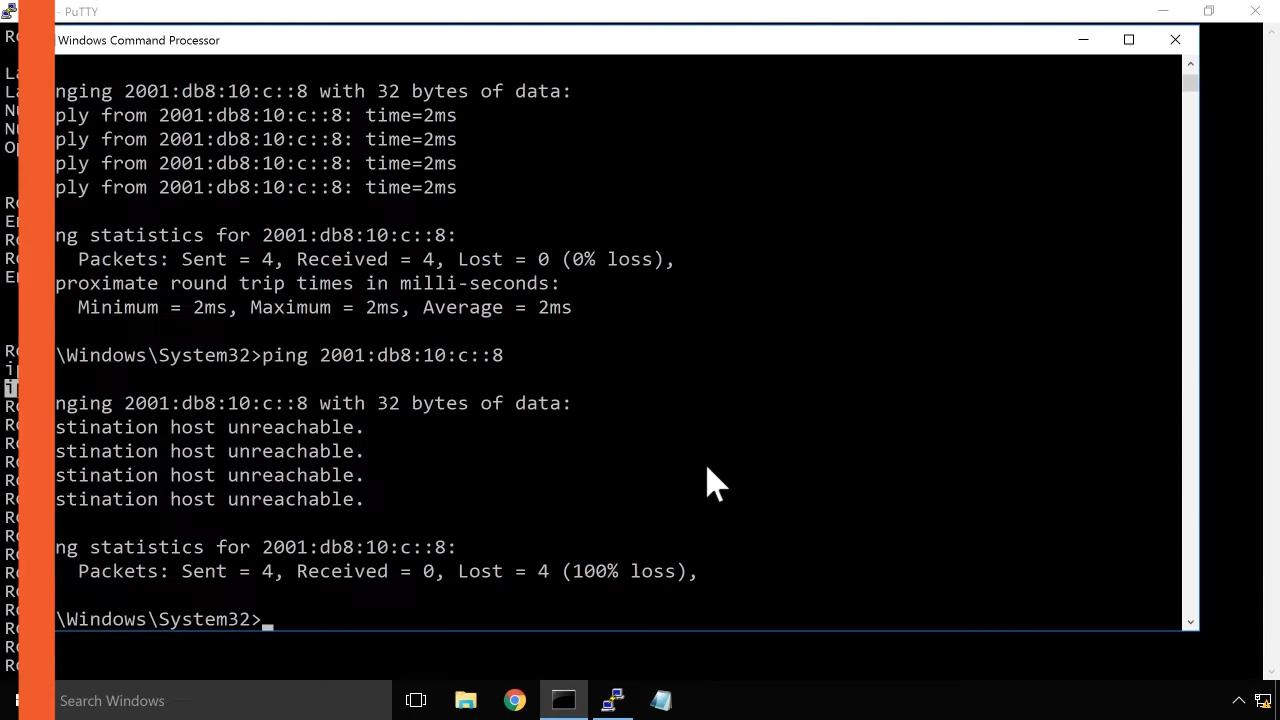 - PuTTY
Windows Command Processor
nging 2001:db8:10:c::8 with 32 bytes of data:
ply from 2001:db8:10:c::8: time=2ms
ply from 2001:db8:10:c::8: time=2ms
ply from 2001:db8:10:c::8: time=2ms
ply from 2001:db8:10:c::8: time=2ms
ng statistics for 2001:db8:10:c::8:
Packets: Sent = 4, Received = 4, Lost = 0 (0% loss),
proximate round trip times in milli-seconds:
Minimum = 2ms, Maximum = 2ms, Average = 2ms
\Windows\System32>ping 2001:db8:10:c::8
nging 2001:db8:10:c::8 with 32 bytes of data:
stination host unreachable.
stination host unreachable.
stination host unreachable.
stination host unreachable.
ng statistics for 2001:db8:10:c::8:
Packets: Sent = 4, Received = 0, Lost = 4 (100% loss),
\Windows\System32>
Search Windows